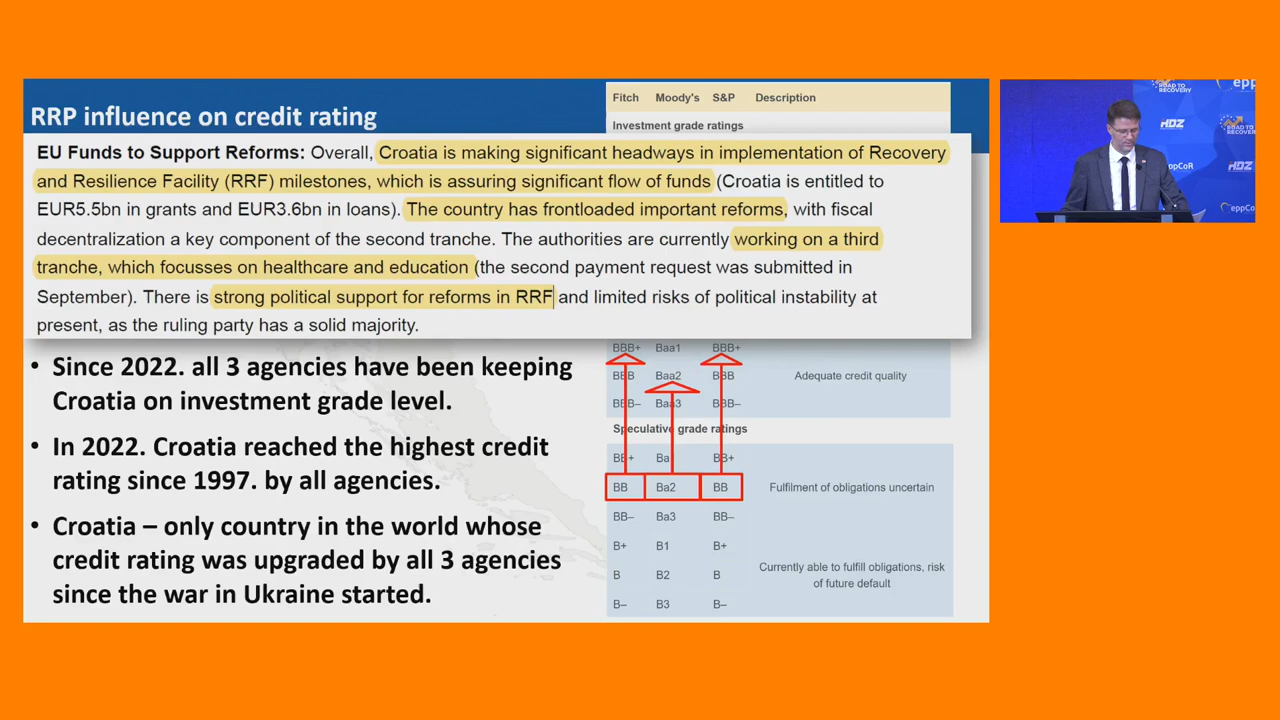 RRP influence on credit rating
Fitch Moody's S&P Description
Investment grade ratings
EU Funds to Support Reforms: Overall, Croatia is making significant headways in implementation of Recovery
and Resilience Facility (RRF) milestones, which is assuring significant flow of funds (Croatia is entitled to
EUR5.5bn in grants and EUR3.6bn in loans). The country has frontloaded important reforms, with fiscal
decentralization a key component of the second tranche. The authorities are currently working on a third
tranche, which focusses on healthcare and education (the second payment request was submitted in
September). There is strong political support for reforms in RRF and limited risks of political instability at
present, as the ruling party has a solid majority.
• Since 2022. all 3 agencies have been keeping
Croatia on investment grade level.
• In 2022. Croatia reached the highest credit
rating since 1997. by all agencies.
• Croatia – only country in the world whose
credit rating was upgraded by all 3 agencies
since the war in Ukraine started.
BBB+ Baa1 BBB+
BBB Baa2 BBB Adequate credit quality
BBB– Baa3 BBB–
Speculative grade ratings
BB+ Ba1 BB+
BB Ba2 BB Fulfilment of obligations uncertain
BB– Ba3 BB–
B+ B1 B+
B B2 B Currently able to fulfill obligations, risk
of future default
B– B3 B–
ROAD TO
RECOVERY
epp
HDZ
ROAD TO
RECOVERY
HDZ
eppCoR
eppCo